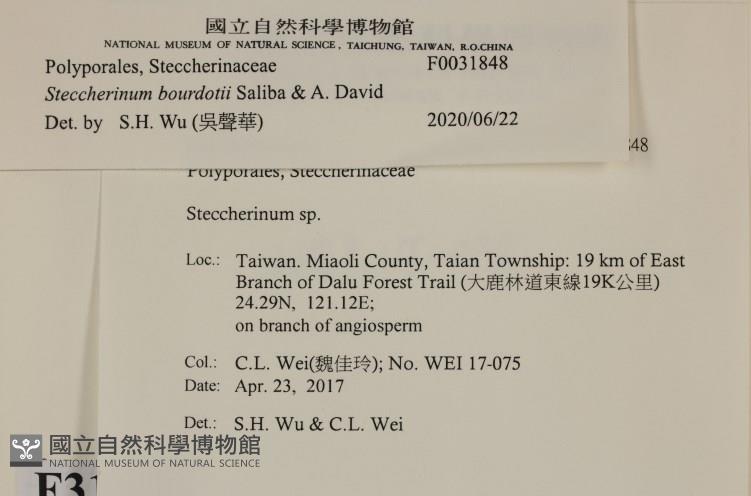 國立自然科學博物館
NATIONAL MUSEUM OF NATURAL SCIENCE, TAICHUNG, TAIWAN, R.O.CHINA
Polyporales, Steccherinaceae F0031848
Steccherinum bourdotii Saliba & A. David
Det. by S.H. Wu (吳聲華) 2020/06/22
48
Polyporales, Steccherinaceae
Steccherinum sp.
Loc.: Taiwan. Miaoli County, Taian Township: 19 km of East
Branch of Dalu Forest Trail (大鹿林道東線19K公里)
24.29N, 121.12E;
on branch of angiosperm
Col.: C.L. Wei(魏佳玲); No. WEI 17-075
Date: Apr. 23, 2017
Det.: S.H. Wu & C.L. Wei
國立自然科學博物館
NATIONAL MUSEUM OF NATURAL SCIENCE
F31